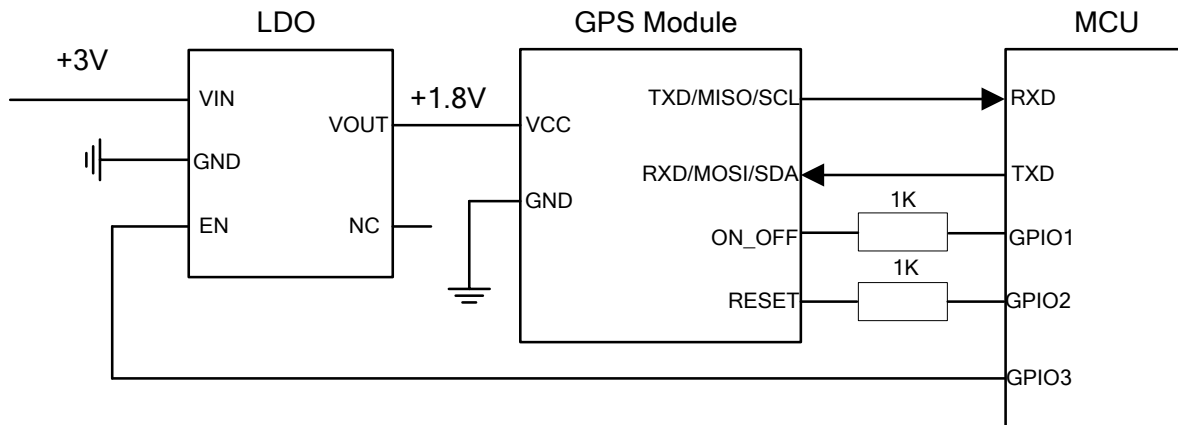 LDO
GPS Module
MCU
+3V
VIN
+1.8V
TXD/MISO/SCL
RXD
VOUT
VCC
GND
RXD/MOSI/SDA
TXD
1K
GND
EN
NC
ON_OFF
GPIO1
1K
RESET
GPIO2
GPIO3